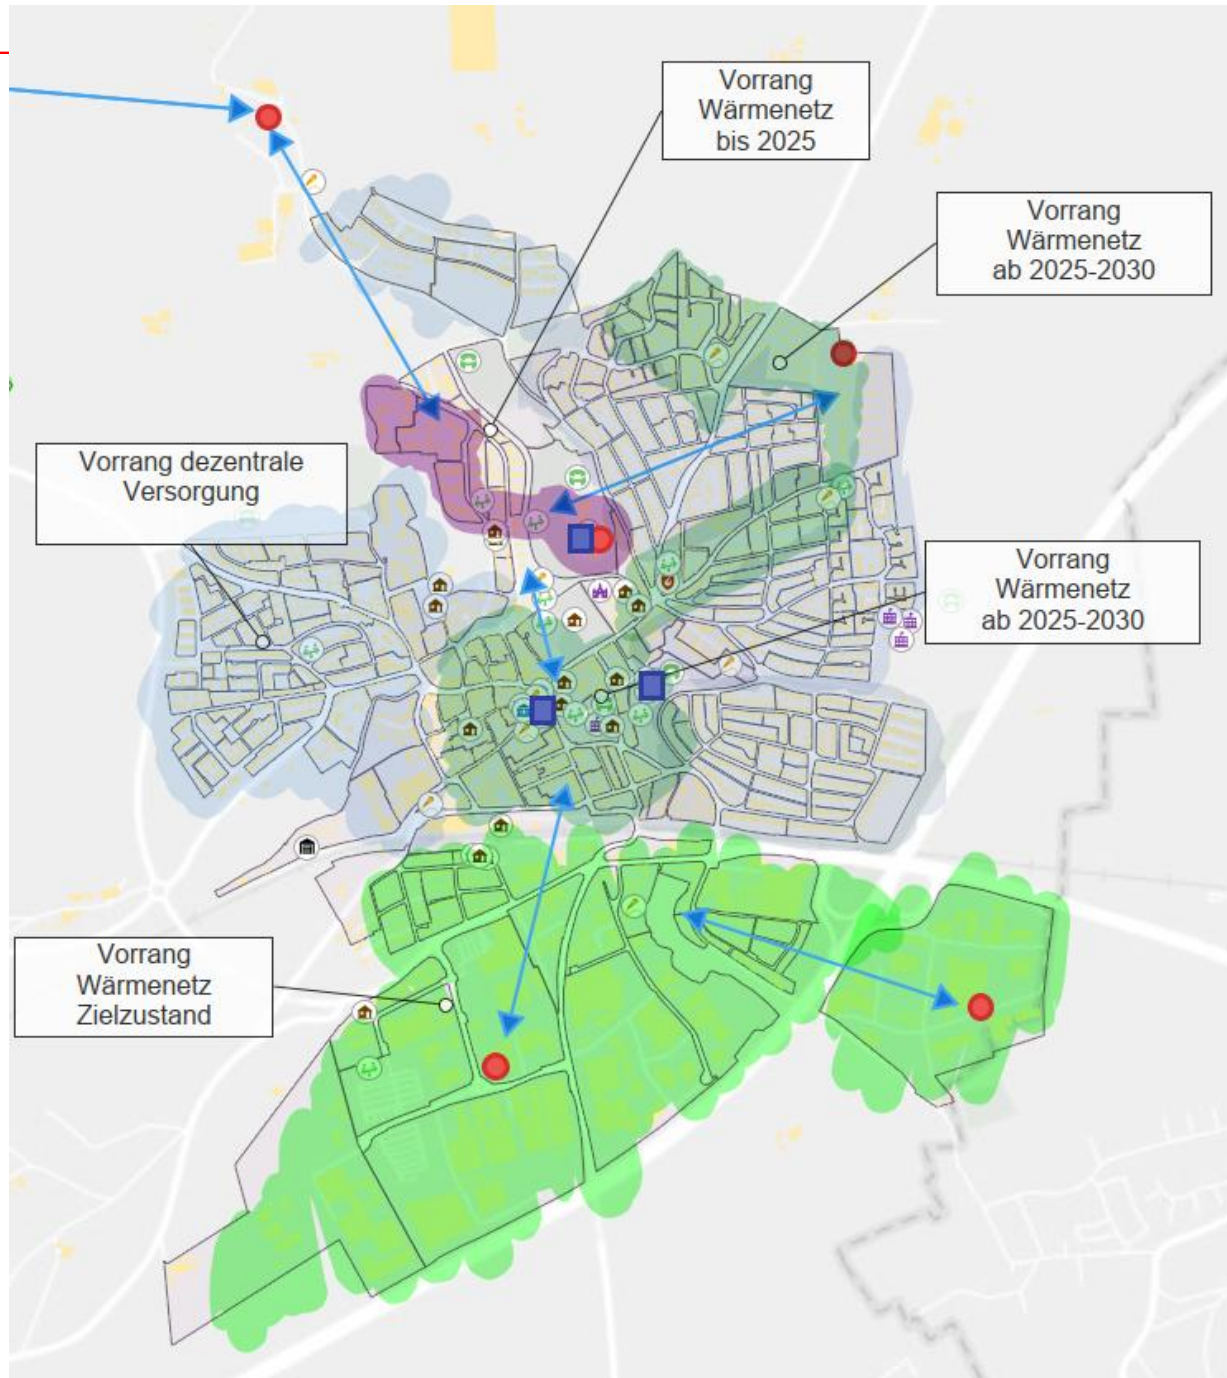 Vorrang
Wärmenetz
bis 2025
Vorrang
Wärmenetz
ab 2025-2030
Vorrang dezentrale
Versorgung
Vorrang
Wärmenetz
ab 2025-2030
Vorrang
Wärmenetz
Zielzustand